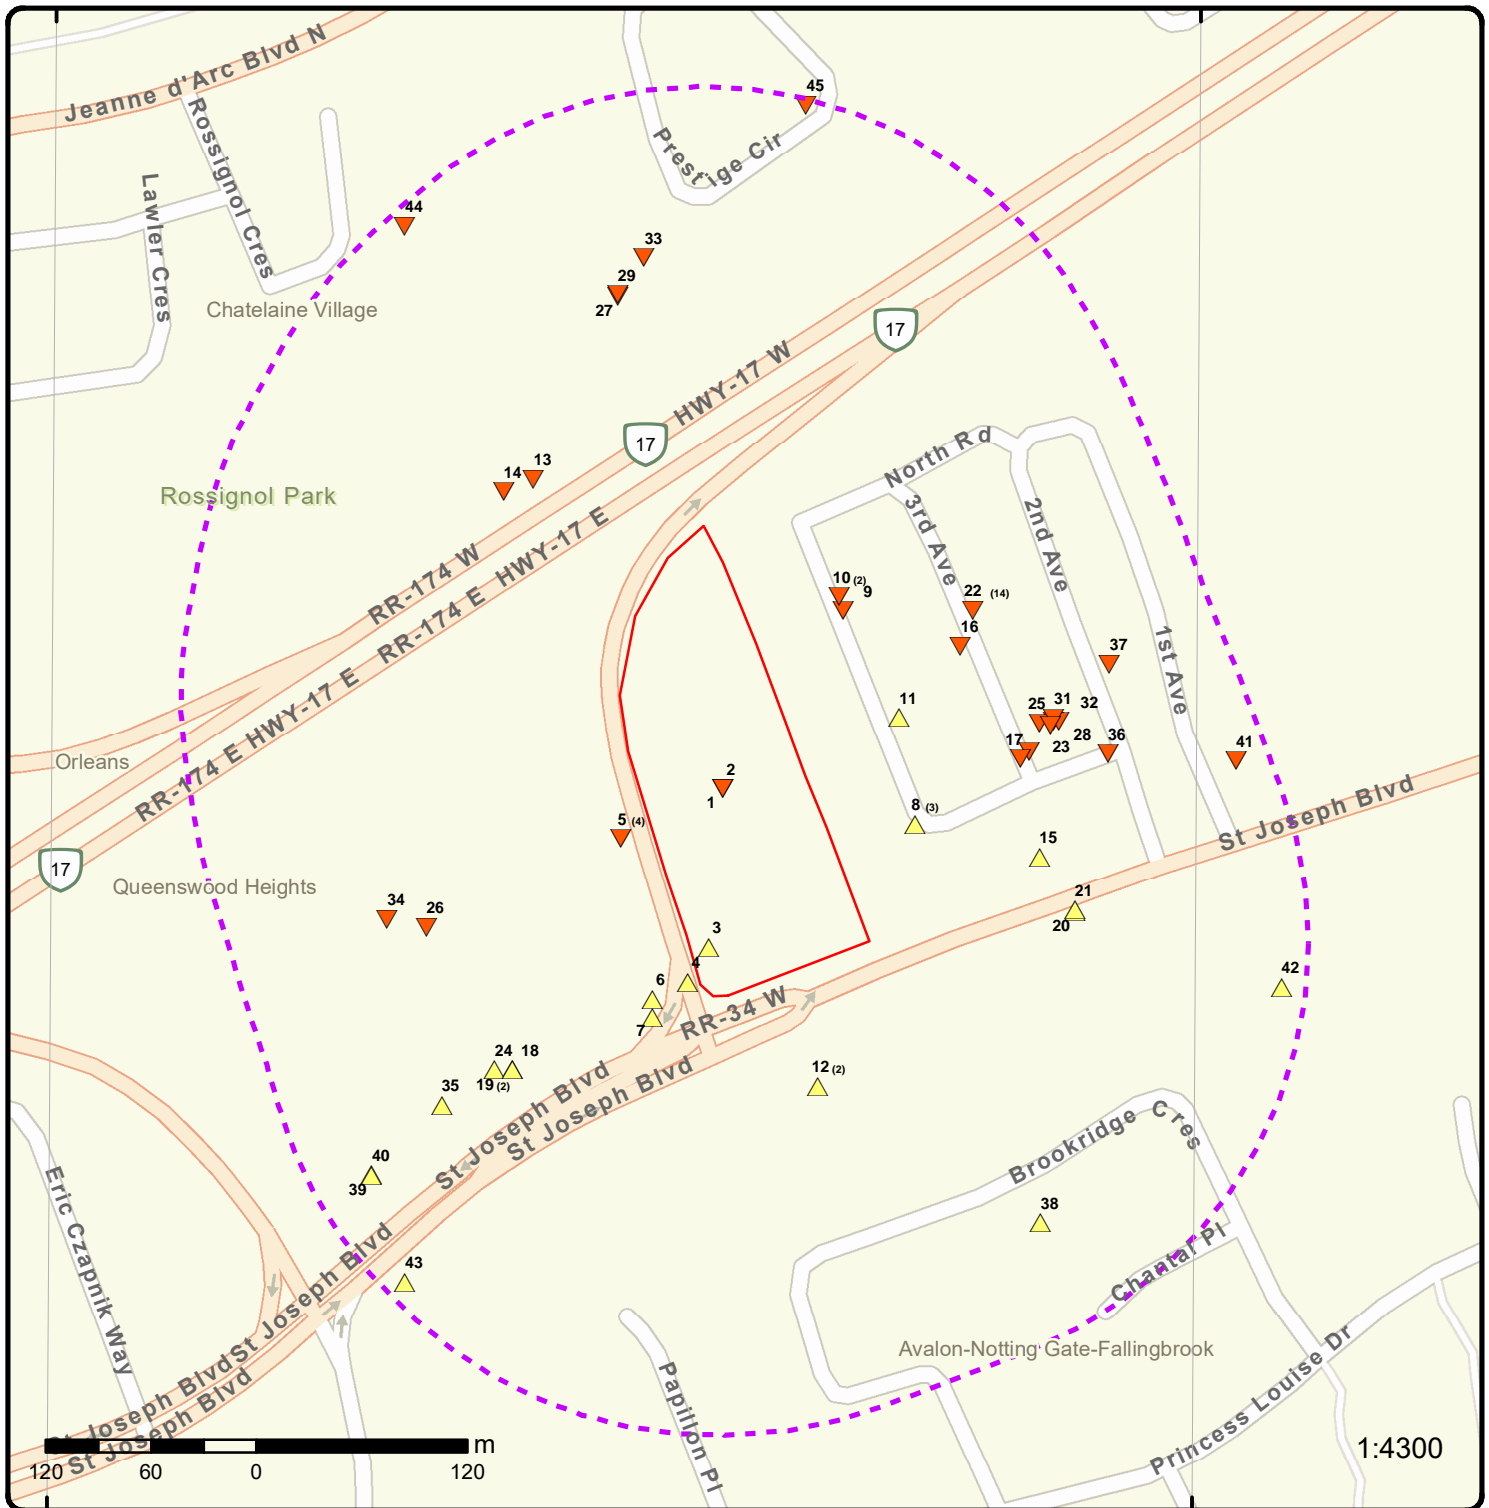 Jeanne d'Arc Blvd N
45
Rossignol Cres
Prestige Cir
Lawler Cres
44
33
29
27
Chatelaine Village
17
HWY-17 W
17
North Rd
13
14
Rossignol Park
3rd Ave
2nd Ave
HWY-17 E
RR-174 W
RR-174 E
10 (2)
9
22 (14)
16
1st Ave
37
RR-174 E HWY-17 E
11
25
31
32
17
23
28
36
41
Orleans
2
1
5 (4)
8 (3)
St Joseph Blvd
15
17
Queenswood Heights
34
26
21
20
3
4
42
6
7
RR-34 W
24
18
19 (2)
12 (2)
35
St Joseph Blvd
St Joseph Blvd
Brookridge Cres
40
39
Eric Czapnik Way
38
43
Chantal Pl
St Joseph Blvd
Avalon-Notting Gate-Fallingbrook
Princess Louise Dr
Papillon Pl
St Joseph Blvd
St Joseph Blvd
m
1:4300
120
60
0
120